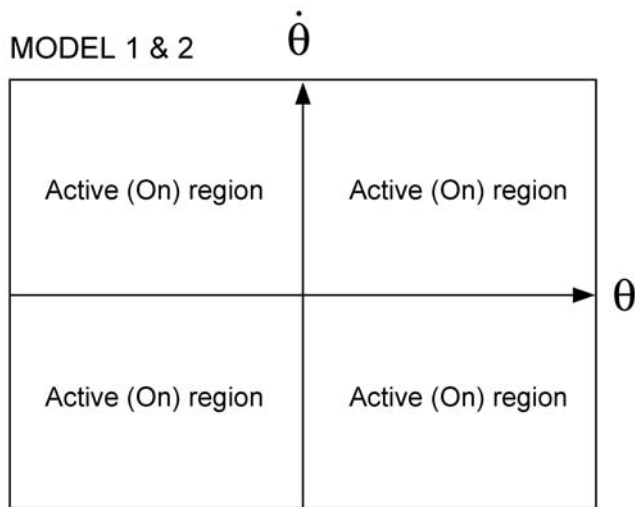 θ̇
MODEL 1 & 2
Active (On) region Active (On) region
θ
Active (On) region Active (On) region